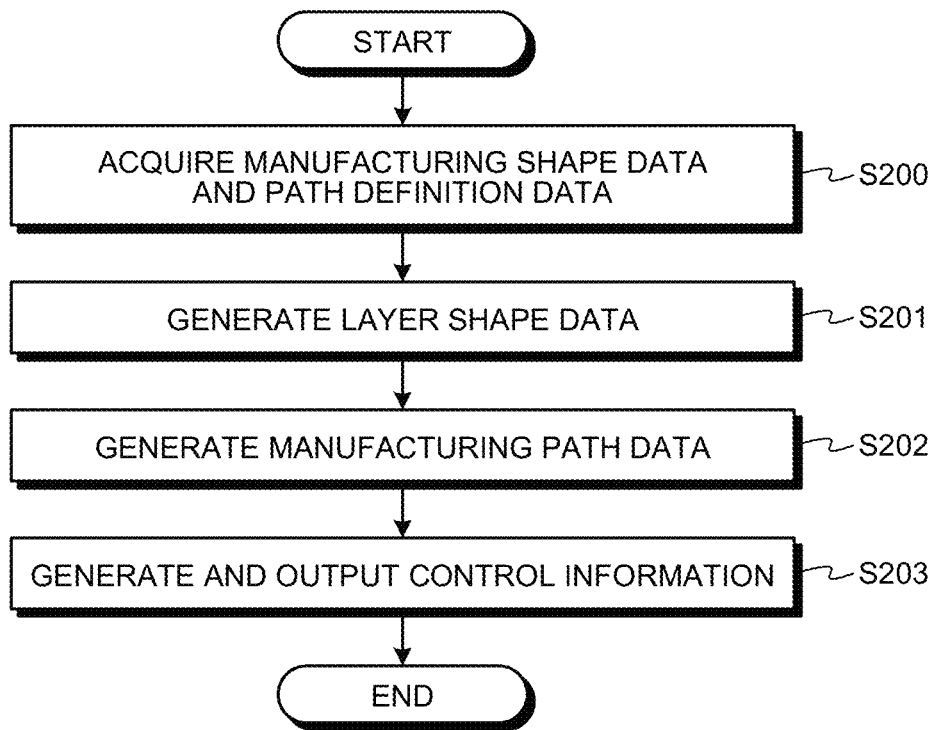 START
ACQUIRE MANUFACTURING SHAPE DATA
AND PATH DEFINITION DATA
S200
GENERATE LAYER SHAPE DATA
S201
GENERATE MANUFACTURING PATH DATA
S202
GENERATE AND OUTPUT CONTROL INFORMATION
S203
END